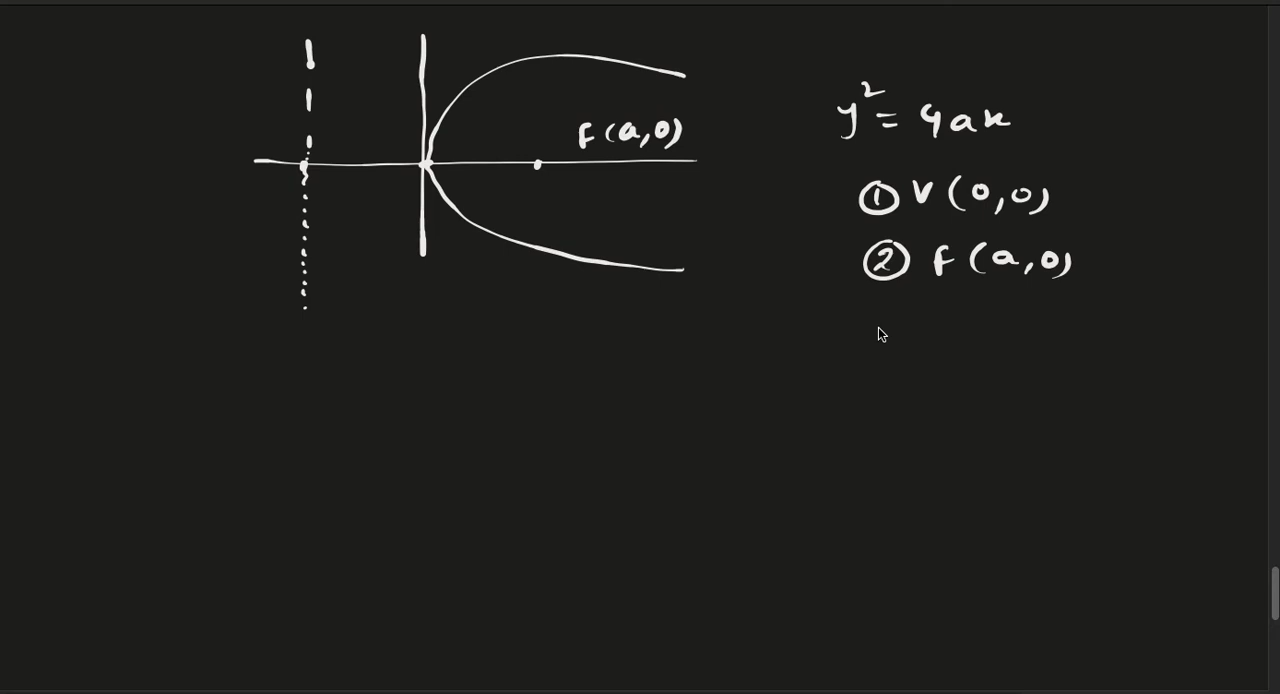 F(a,0)
y² = 4ax
① V(0,0)
② F(a,0)